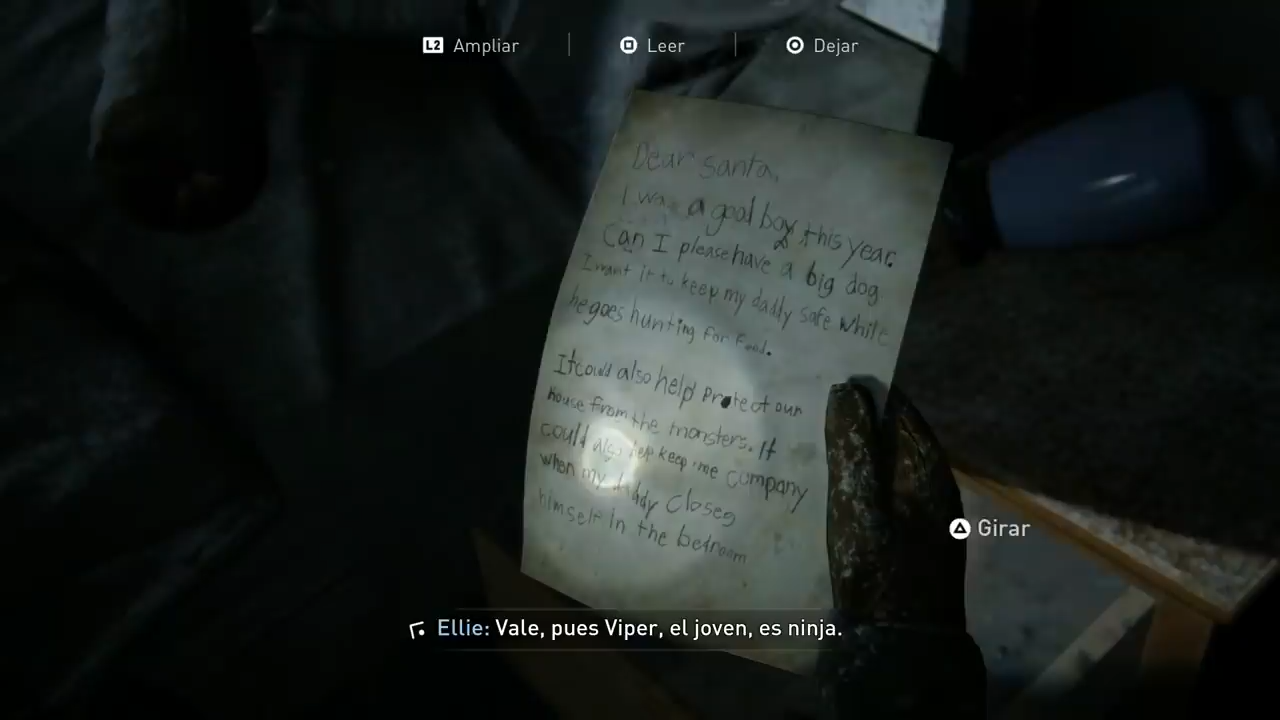 L2 Ampliar
Leer
Dejar
Dear santa,
I was a good boy this year.
Can I please have a big dog
I want it to keep my daddy safe while
he goes hunting for food.
It could also help Protect our
house from the monsters. It
could also keep me company
when my daddy closes
himself in the bedroom
Girar
Ellie: Vale, pues Viper, el joven, es ninja.